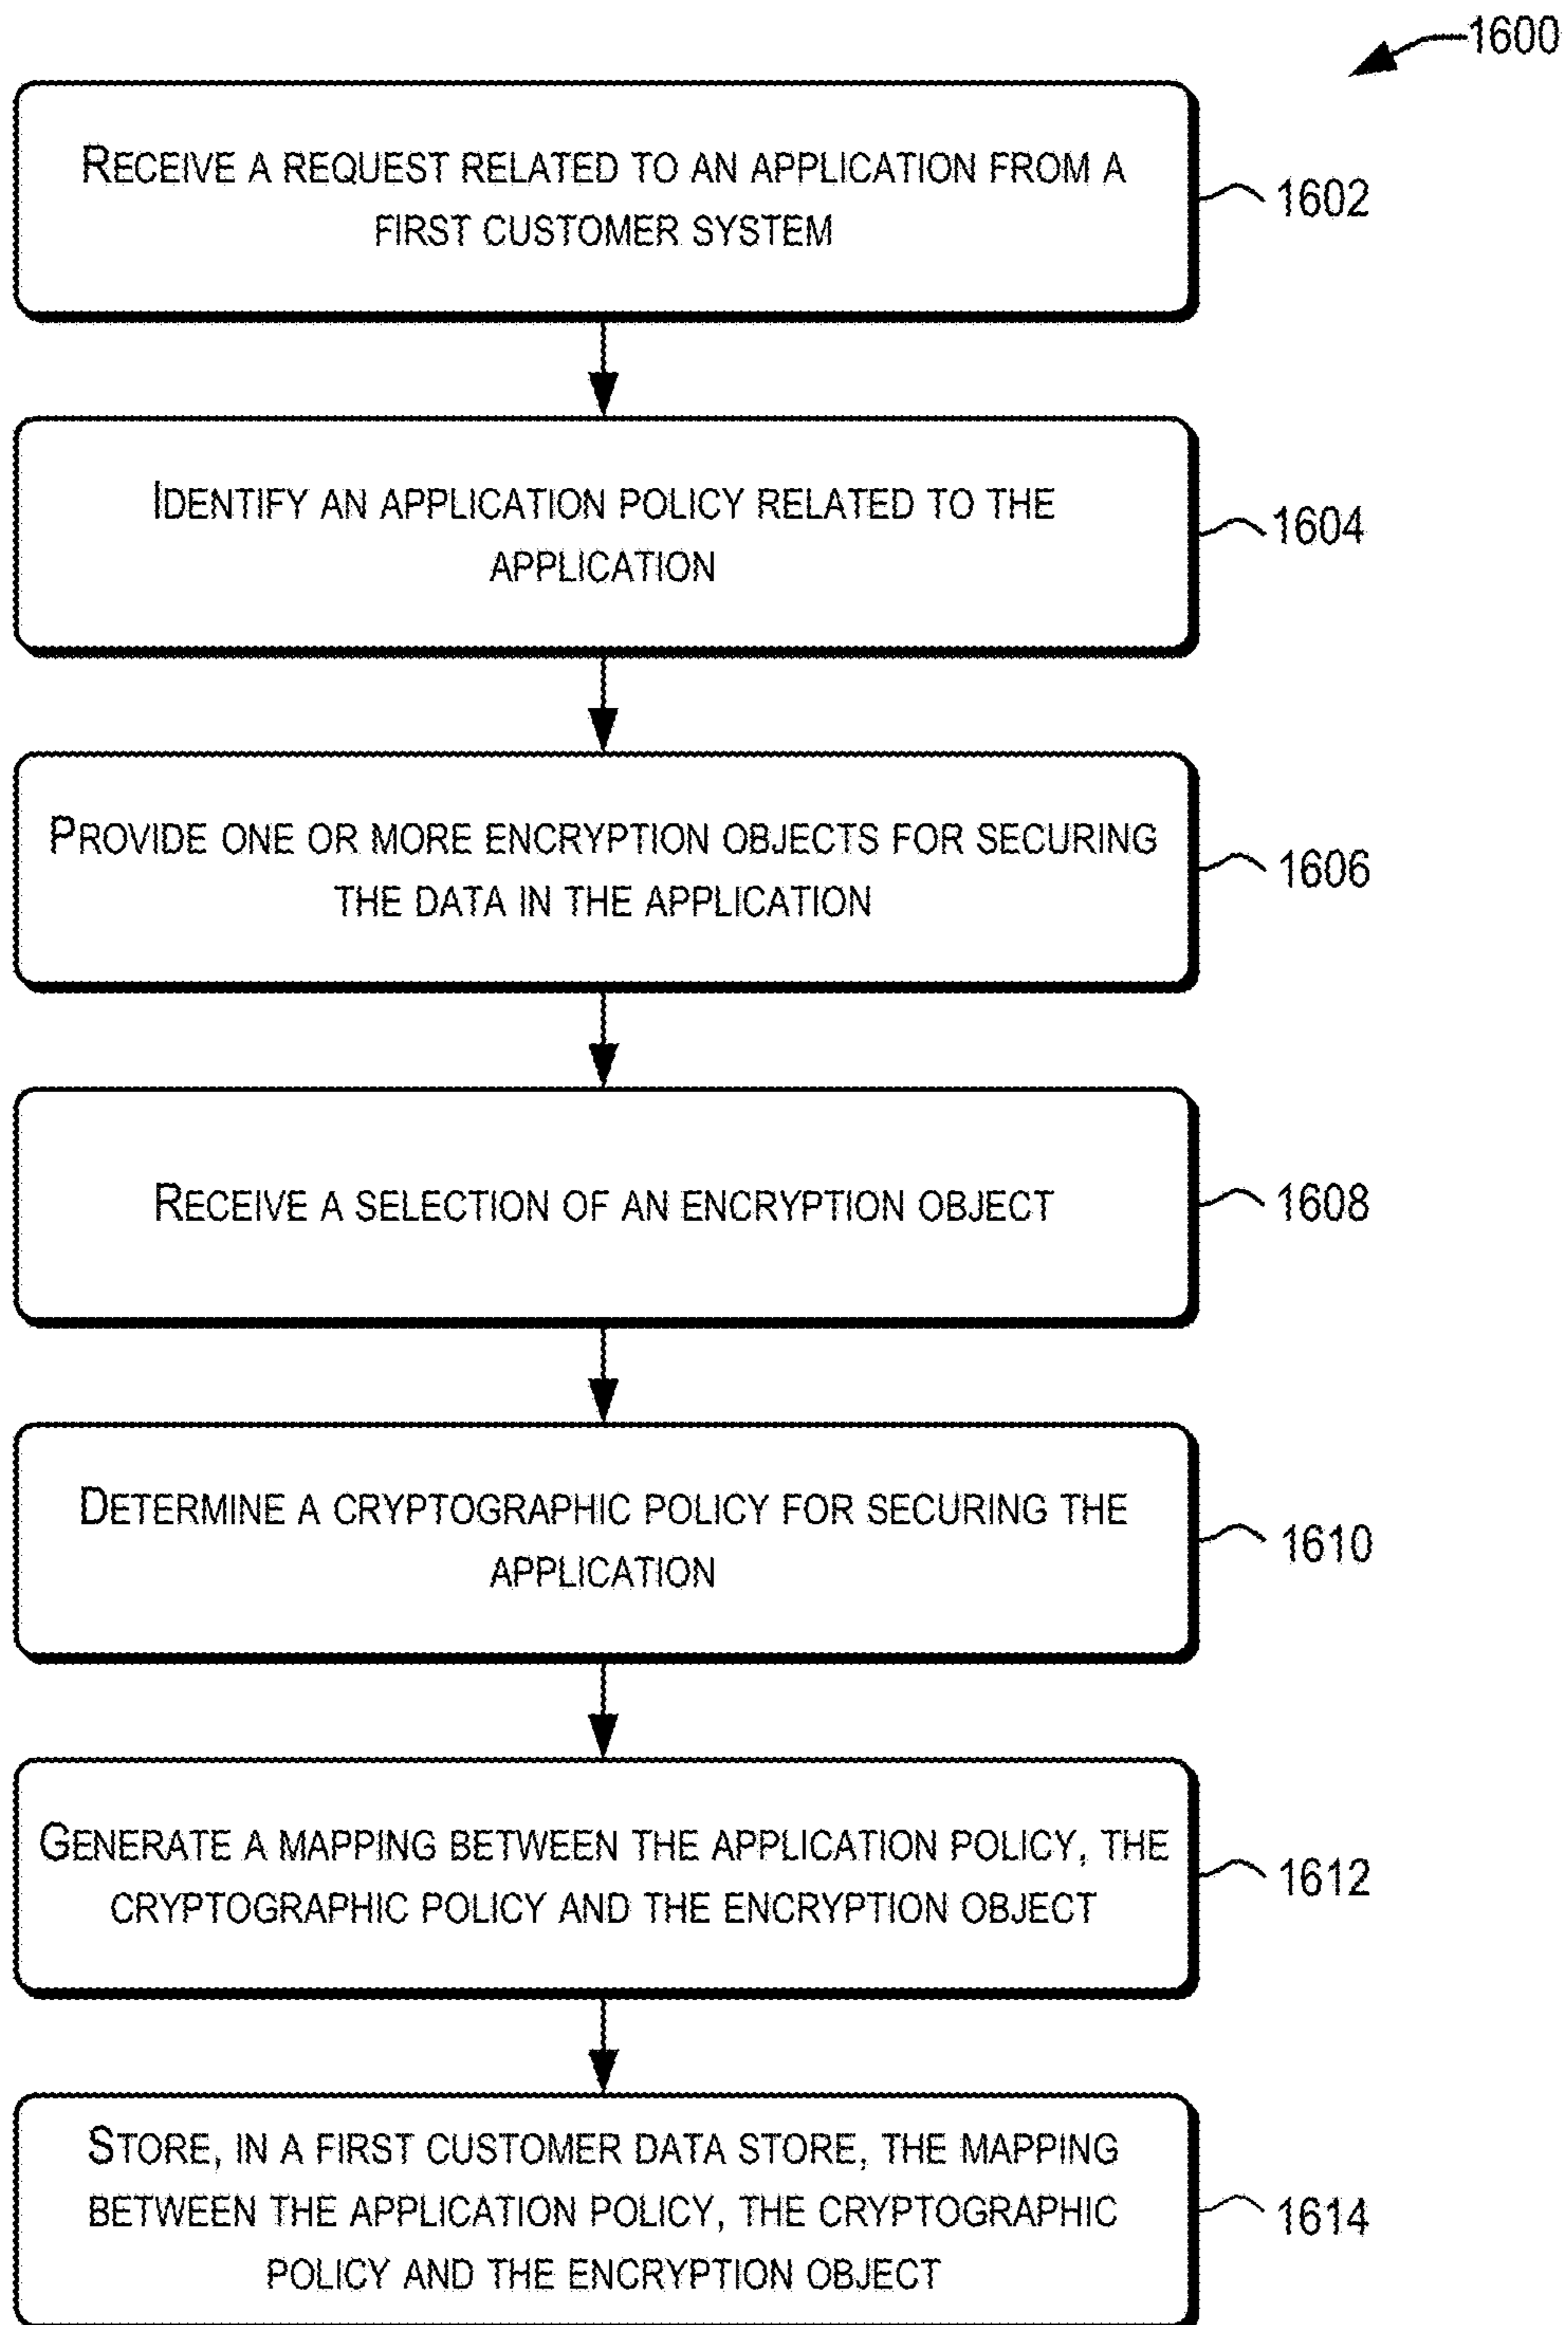 1600
RECEIVE A REQUEST RELATED TO AN APPLICATION FROM A
FIRST CUSTOMER SYSTEM
1602
IDENTIFY AN APPLICATION POLICY RELATED TO THE
APPLICATION
1604
PROVIDE ONE OR MORE ENCRYPTION OBJECTS FOR SECURING
THE DATA IN THE APPLICATION
1606
RECEIVE A SELECTION OF AN ENCRYPTION OBJECT
1608
DETERMINE A CRYPTOGRAPHIC POLICY FOR SECURING THE
APPLICATION
1610
GENERATE A MAPPING BETWEEN THE APPLICATION POLICY, THE
CRYPTOGRAPHIC POLICY AND THE ENCRYPTION OBJECT
1612
STORE, IN A FIRST CUSTOMER DATA STORE, THE MAPPING
BETWEEN THE APPLICATION POLICY, THE CRYPTOGRAPHIC
POLICY AND THE ENCRYPTION OBJECT
1614